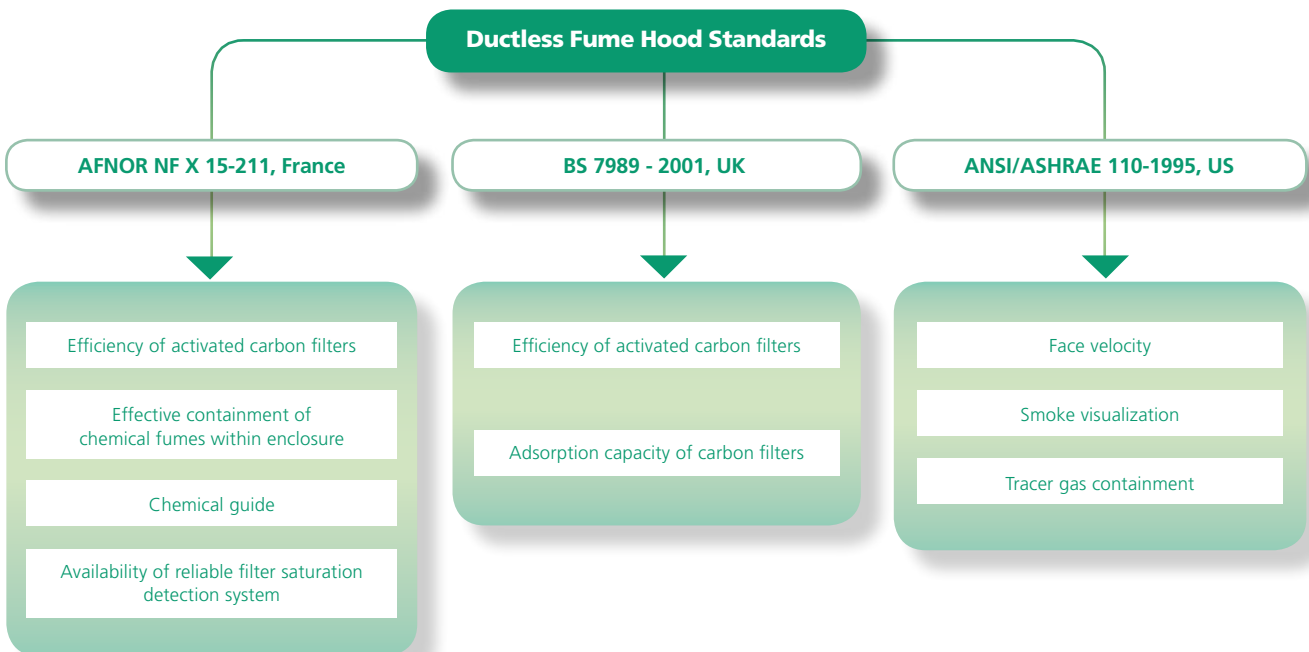 Ductless Fume Hood Standards
AFNOR NF X 15-211, France
Efficiency of activated carbon filters
Effective containment of
chemical fumes within enclosure
Chemical guide
Availability of reliable filter saturation
detection system
BS 7989 - 2001, UK
Efficiency of activated carbon filters
Adsorption capacity of carbon filters
ANSI/ASHRAE 110-1995, US
Face velocity
Smoke visualization
Tracer gas containment